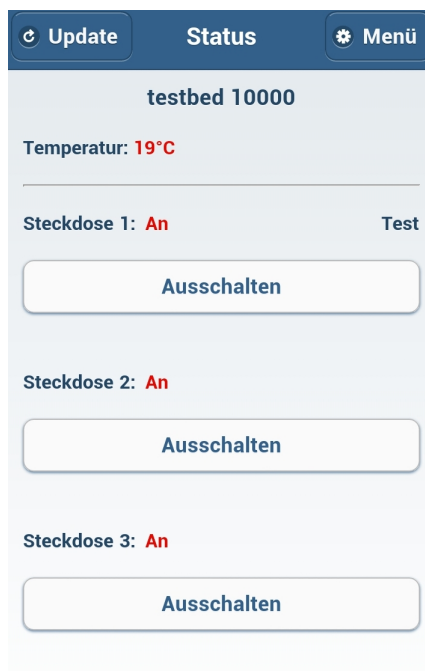 Update Status Menü
testbed 10000
Temperatur: 19°C
Steckdose 1: An Test
Ausschalten
Steckdose 2: An
Ausschalten
Steckdose 3: An
Ausschalten